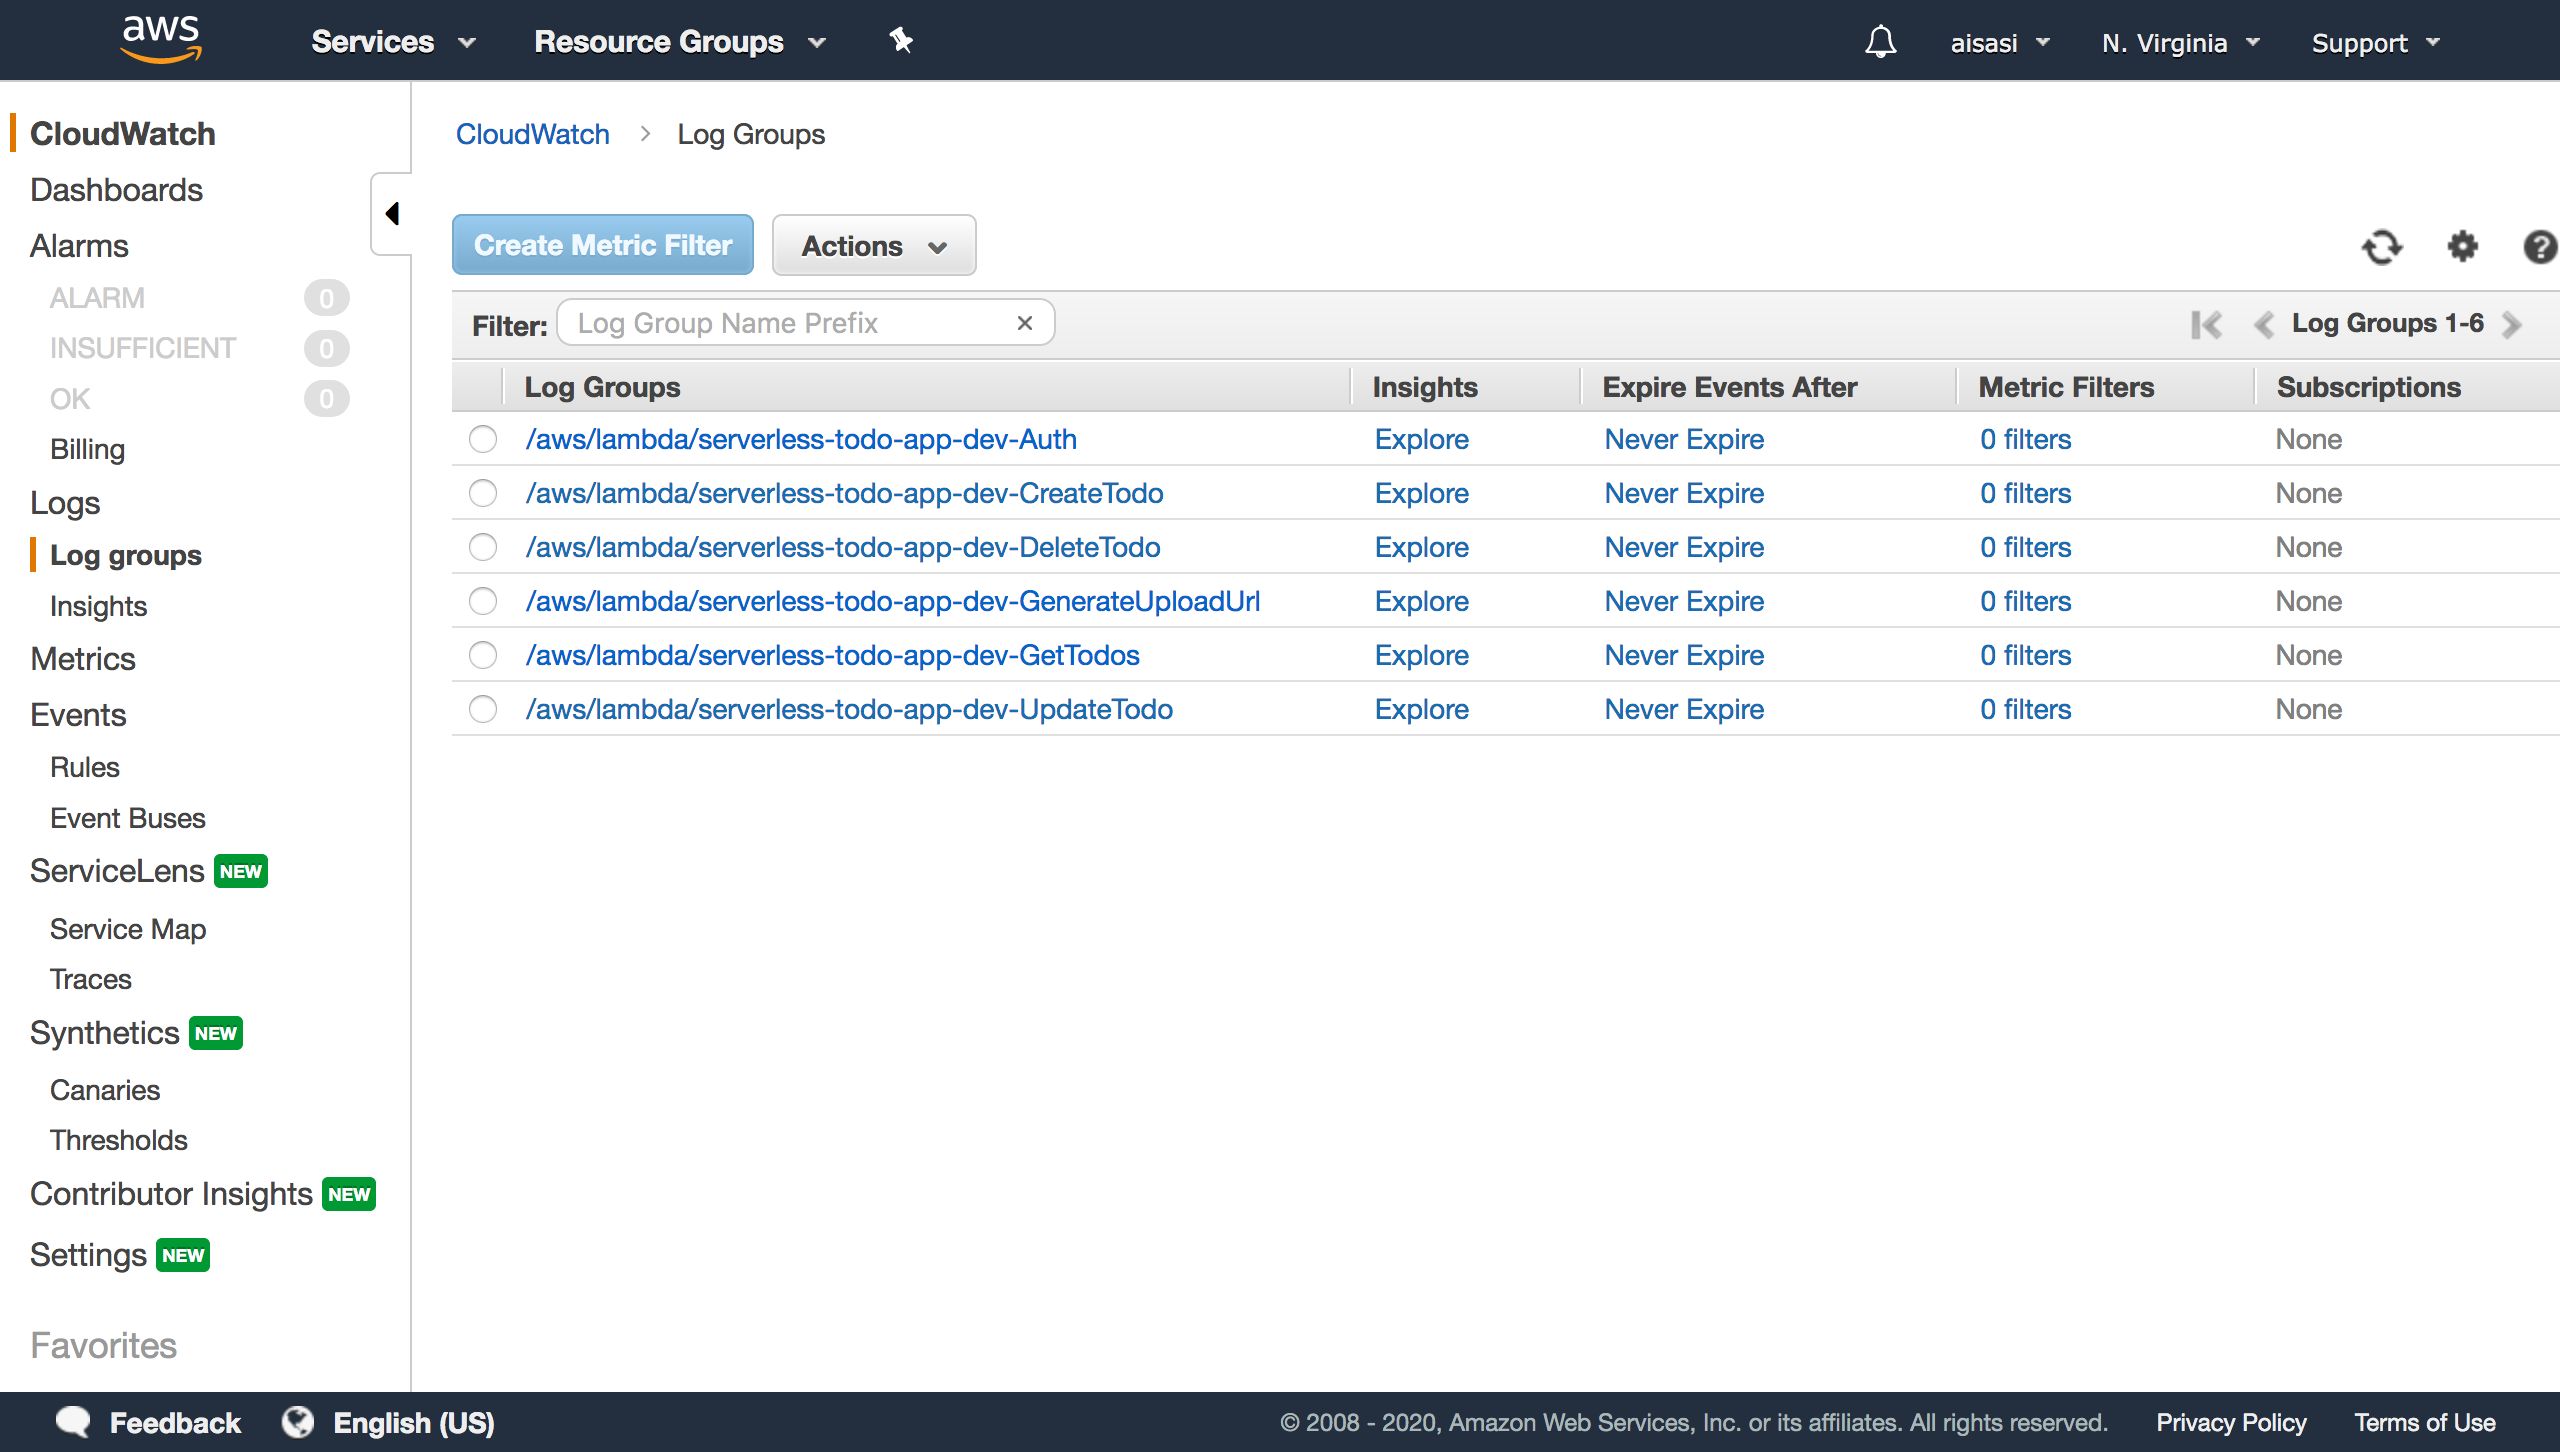 aws Services Resource Groups aisasi N. Virginia Support
CloudWatch
Dashboards
Alarms
ALARM 0
INSUFFICIENT 0
OK 0
Billing
Logs
Log groups
Insights
Metrics
Events
Rules
Event Buses
ServiceLens NEW
Service Map
Traces
Synthetics NEW
Canaries
Thresholds
Contributor Insights NEW
Settings NEW
Favorites
CloudWatch > Log Groups
Create Metric Filter Actions
Filter: Log Group Name Prefix × Log Groups 1-6
Log Groups Insights Expire Events After Metric Filters Subscriptions
/aws/lambda/serverless-todo-app-dev-Auth Explore Never Expire 0 filters None
/aws/lambda/serverless-todo-app-dev-CreateTodo Explore Never Expire 0 filters None
/aws/lambda/serverless-todo-app-dev-DeleteTodo Explore Never Expire 0 filters None
/aws/lambda/serverless-todo-app-dev-GenerateUploadUrl Explore Never Expire 0 filters None
/aws/lambda/serverless-todo-app-dev-GetTodos Explore Never Expire 0 filters None
/aws/lambda/serverless-todo-app-dev-UpdateTodo Explore Never Expire 0 filters None
Feedback English (US) © 2008 - 2020, Amazon Web Services, Inc. or its affiliates. All rights reserved. Privacy Policy Terms of Use